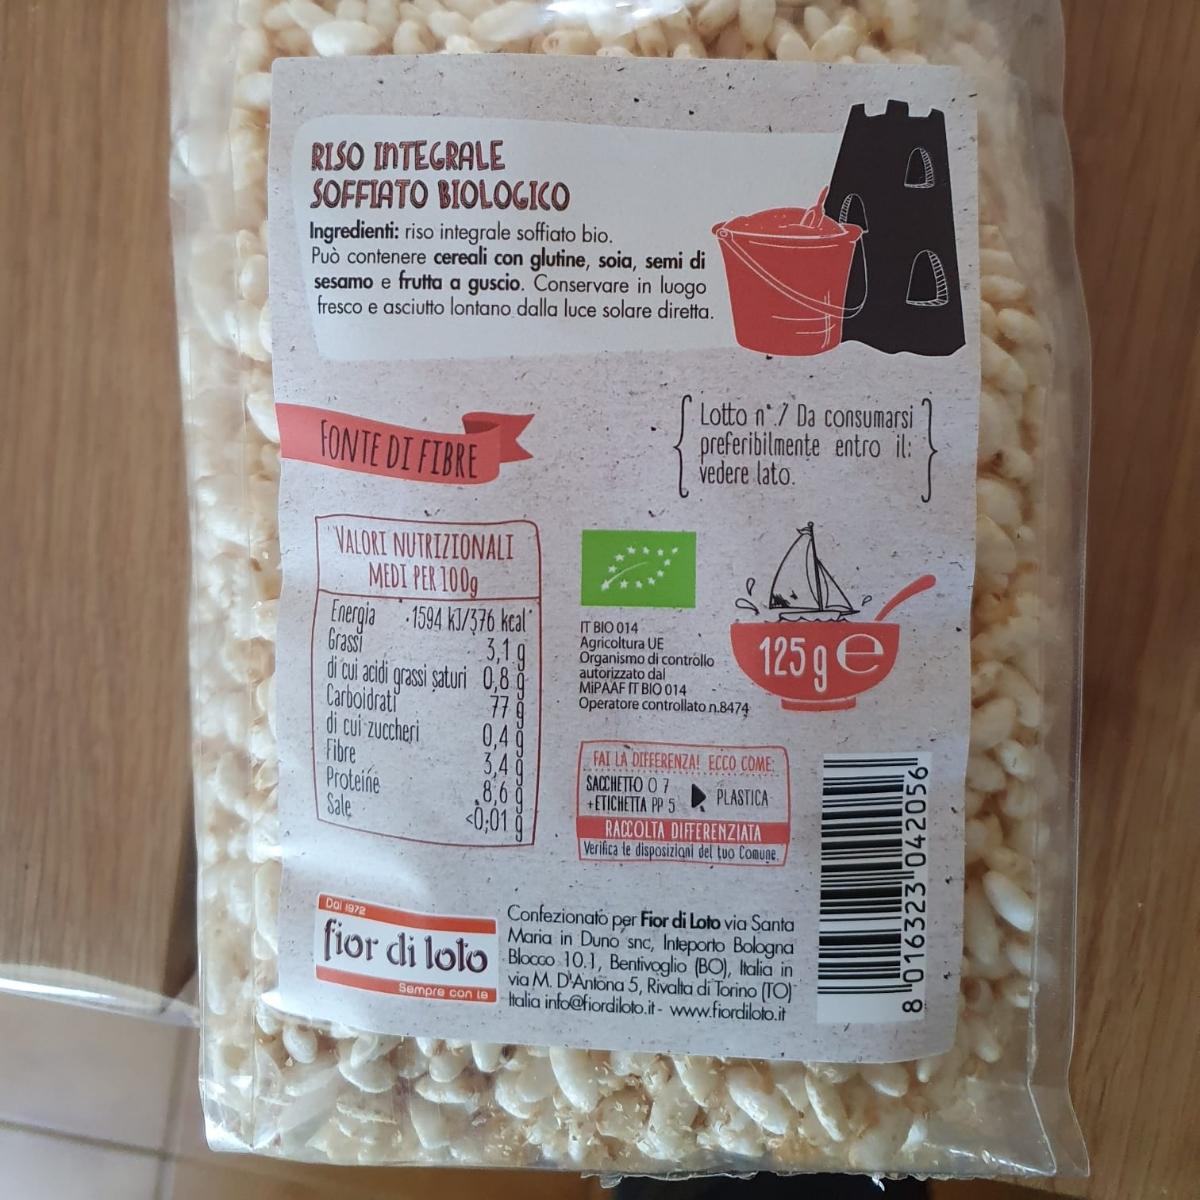 RISO INTEGRALE
SOFFIATO BIOLOGICO
Ingredienti: riso integrale soffiato bio.
Può contenere cereali con glutine, soia, semi di
sesamo e frutta a guscio. Conservare in luogo
fresco e asciutto lontano dalla luce solare diretta.
FONTE DI FIBRE
Lotto n° / Da consumarsi
preferibilmente entro il:
vedere lato.
VALORI NUTRIZIONALI
MEDI PER 100g
Energia 1594 kJ/376 kcal
Grassi 3,1 g
di cui acidi grassi saturi 0,8 g
Carboidrati 77 g
di cui zuccheri 0,4 g
Fibre 3,4 g
Proteine 8,6 g
Sale <0,01 g
IT BIO 014
Agricoltura UE
Organismo di controllo
autorizzato dal
MiPAAF IT BIO 014
Operatore controllato n.8474
125 g e
FAI LA DIFFERENZA! ECCO COME:
SACCHETTO O 7
+ETICHETTA PP 5 PLASTICA
RACCOLTA DIFFERENZIATA
Verifica le disposizioni del tuo Comune.
Dal 1972
fior di loto
Sempre con te
Confezionato per Fior di Loto via Santa
Maria in Duno snc, Inteporto Bologna
Blocco 10.1, Bentivoglio (BO), Italia in
via M. D'Antona 5, Rivalta di Torino (TO)
Italia info@fiordiloto.it - www.fiordiloto.it
8 016323 042056